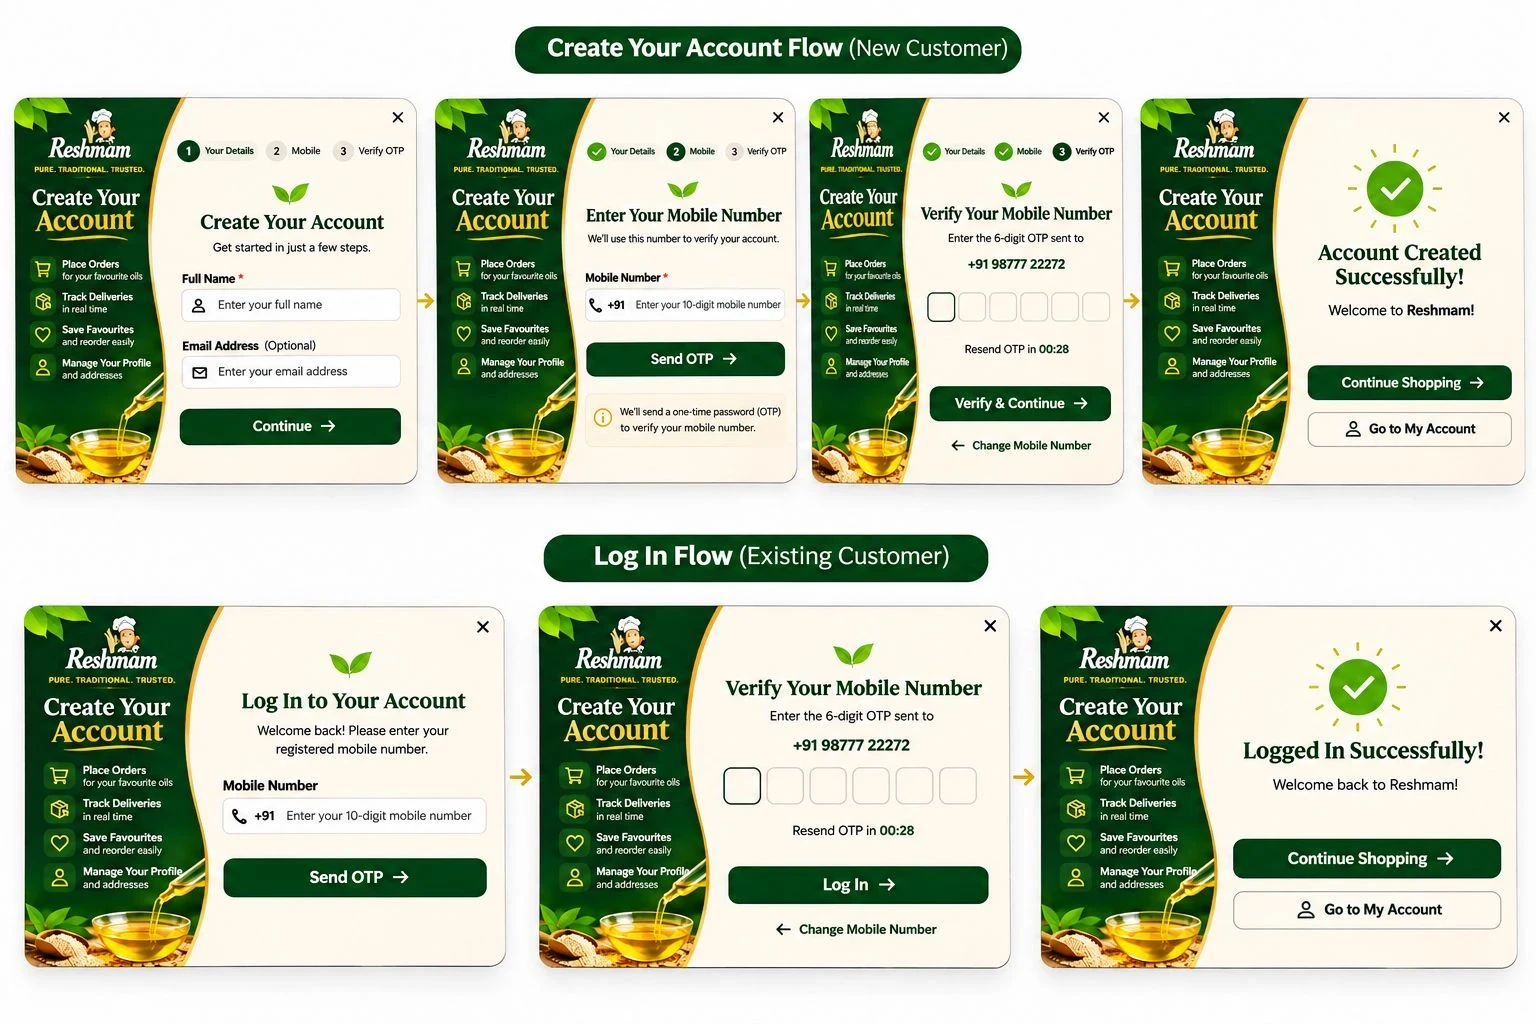 Create Your Account Flow (New Customer)
Reshmam
PURE. TRADITIONAL. TRUSTED.
Create Your
Account
Place Orders
for your favourite oils
Track Deliveries
in real time
Save Favourites
and reorder easily
Manage Your Profile
and addresses
1 Your Details 2 Mobile 3 Verify OTP
Create Your Account
Get started in just a few steps.
Full Name *
Enter your full name
Email Address (Optional)
Enter your email address
Continue →
Reshmam
PURE. TRADITIONAL. TRUSTED.
Create Your
Account
Place Orders
for your favourite oils
Track Deliveries
in real time
Save Favourites
and reorder easily
Manage Your Profile
and addresses
Your Details 2 Mobile 3 Verify OTP
Enter Your Mobile Number
We'll use this number to verify your account.
Mobile Number *
+91 Enter your 10-digit mobile number
Send OTP →
We'll send a one-time password (OTP)
to verify your mobile number.
Reshmam
PURE. TRADITIONAL. TRUSTED.
Create Your
Account
Place Orders
for your favourite oils
Track Deliveries
in real time
Save Favourites
and reorder easily
Manage Your Profile
and addresses
Your Details Mobile 3 Verify OTP
Verify Your Mobile Number
Enter the 6-digit OTP sent to
+91 98777 22272
Resend OTP in 00:28
Verify & Continue →
← Change Mobile Number
Reshmam
PURE. TRADITIONAL. TRUSTED.
Create Your
Account
Place Orders
for your favourite oils
Track Deliveries
in real time
Save Favourites
and reorder easily
Manage Your Profile
and addresses
Account Created
Successfully!
Welcome to Reshmam!
Continue Shopping →
Go to My Account
Log In Flow (Existing Customer)
Reshmam
PURE. TRADITIONAL. TRUSTED.
Create Your
Account
Place Orders
for your favourite oils
Track Deliveries
in real time
Save Favourites
and reorder easily
Manage Your Profile
and addresses
Log In to Your Account
Welcome back! Please enter your
registered mobile number.
Mobile Number
+91 Enter your 10-digit mobile number
Send OTP →
Reshmam
PURE. TRADITIONAL. TRUSTED.
Create Your
Account
Place Orders
for your favourite oils
Track Deliveries
in real time
Save Favourites
and reorder easily
Manage Your Profile
and addresses
Verify Your Mobile Number
Enter the 6-digit OTP sent to
+91 98777 22272
Resend OTP in 00:28
Log In →
← Change Mobile Number
Reshmam
PURE. TRADITIONAL. TRUSTED.
Create Your
Account
Place Orders
for your favourite oils
Track Deliveries
in real time
Save Favourites
and reorder easily
Manage Your Profile
and addresses
Logged In Successfully!
Welcome back to Reshmam!
Continue Shopping →
Go to My Account